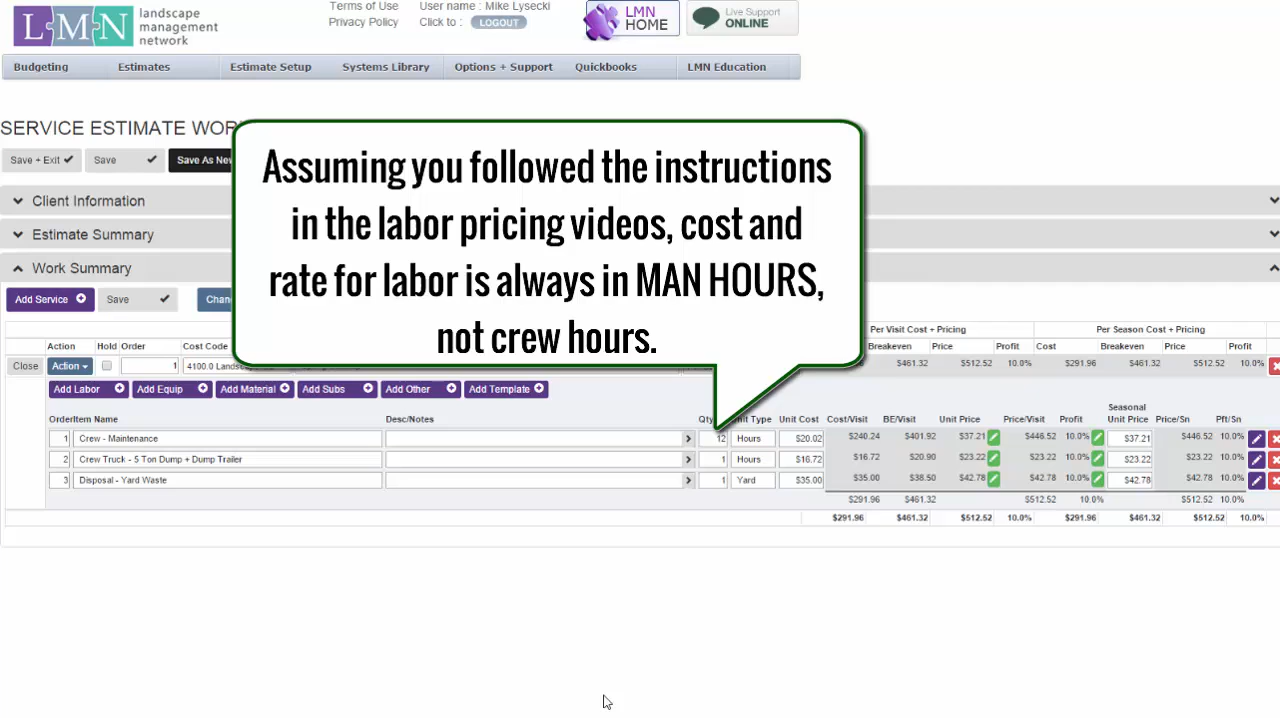 LMN landscape management network
Terms of Use
User name : Mike Lysecki
Privacy Policy
Click to : LOGOUT
LMN HOME
Live Support ONLINE
Budgeting Estimates Estimate Setup Systems Library Options + Support Quickbooks LMN Education
SERVICE ESTIMATE WOR
Save + Exit Save Save As New
Assuming you followed the instructions
in the labor pricing videos, cost and
rate for labor is always in MAN HOURS,
not crew hours.
Client Information
Estimate Summary
Work Summary
Add Service Save
Per Visit Cost + Pricing Per Season Cost + Pricing
Action Hold Order Cost Code Breakeven Price Profit Cost Breakeven Price Profit
Close Action 1 4100.0 $461.32 $512.52 10.0% $291.96 $461.32 $512.52 10.0%
Add Labor Add Equip Add Material Add Subs Add Other Add Template
Order Item Name Desc/Notes Unit Cost Cost/Visit BE/Visit Unit Price Price/Visit Profit Seasonal Unit Price Price/Sn Pft/Sn
1 Crew - Maintenance 12 Hours $20.02 $240.24 $401.92 $37.21 $446.52 10.0% $37.21 $446.52 10.0%
2 Crew Truck - 5 Ton Dump + Dump Trailer 1 Hours $16.72 $16.72 $20.90 $23.22 $23.22 10.0% $23.22 $23.22 10.0%
3 Disposal - Yard Waste 1 Yard $35.00 $35.00 $38.50 $42.78 $42.78 10.0% $42.78 $42.78 10.0%
$291.96 $461.32 $512.52 10.0% $512.52 10.0%
$291.96 $461.32 $512.52 10.0% $291.96 $461.32 $512.52 10.0%